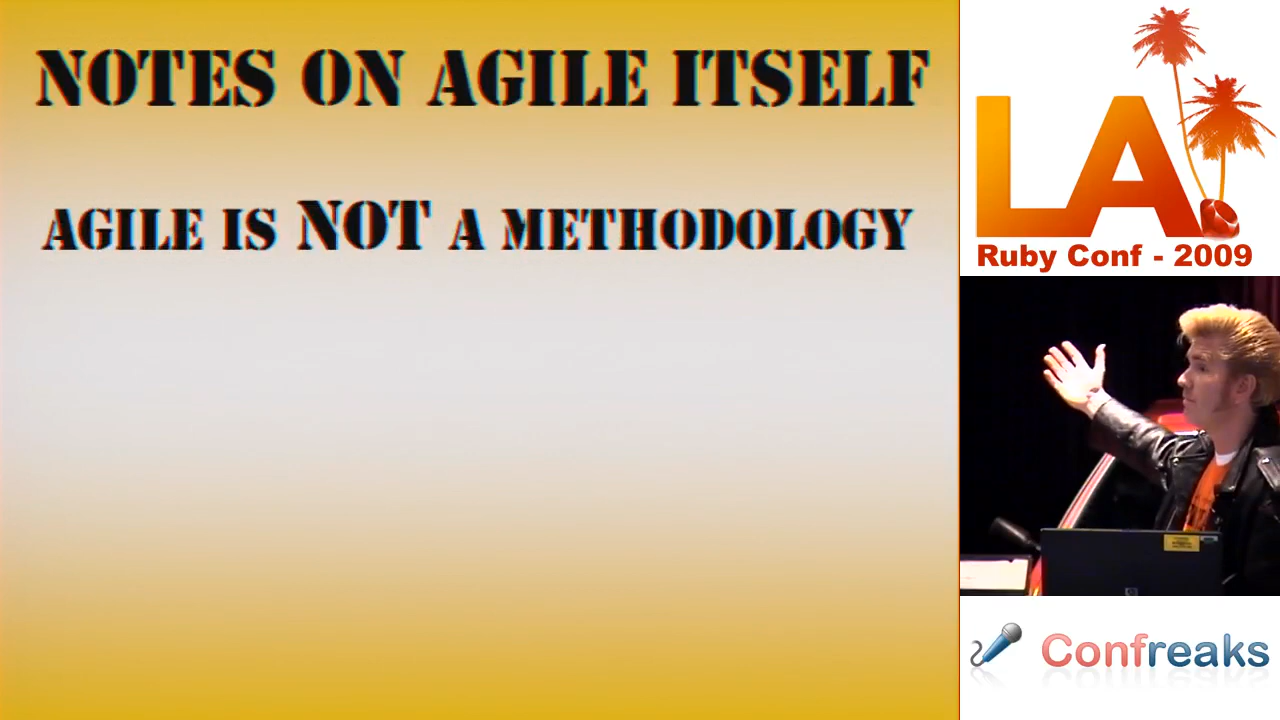 NOTES ON AGILE ITSELF
AGILE IS NOT A METHODOLOGY
LA
Ruby Conf - 2009
Confreaks